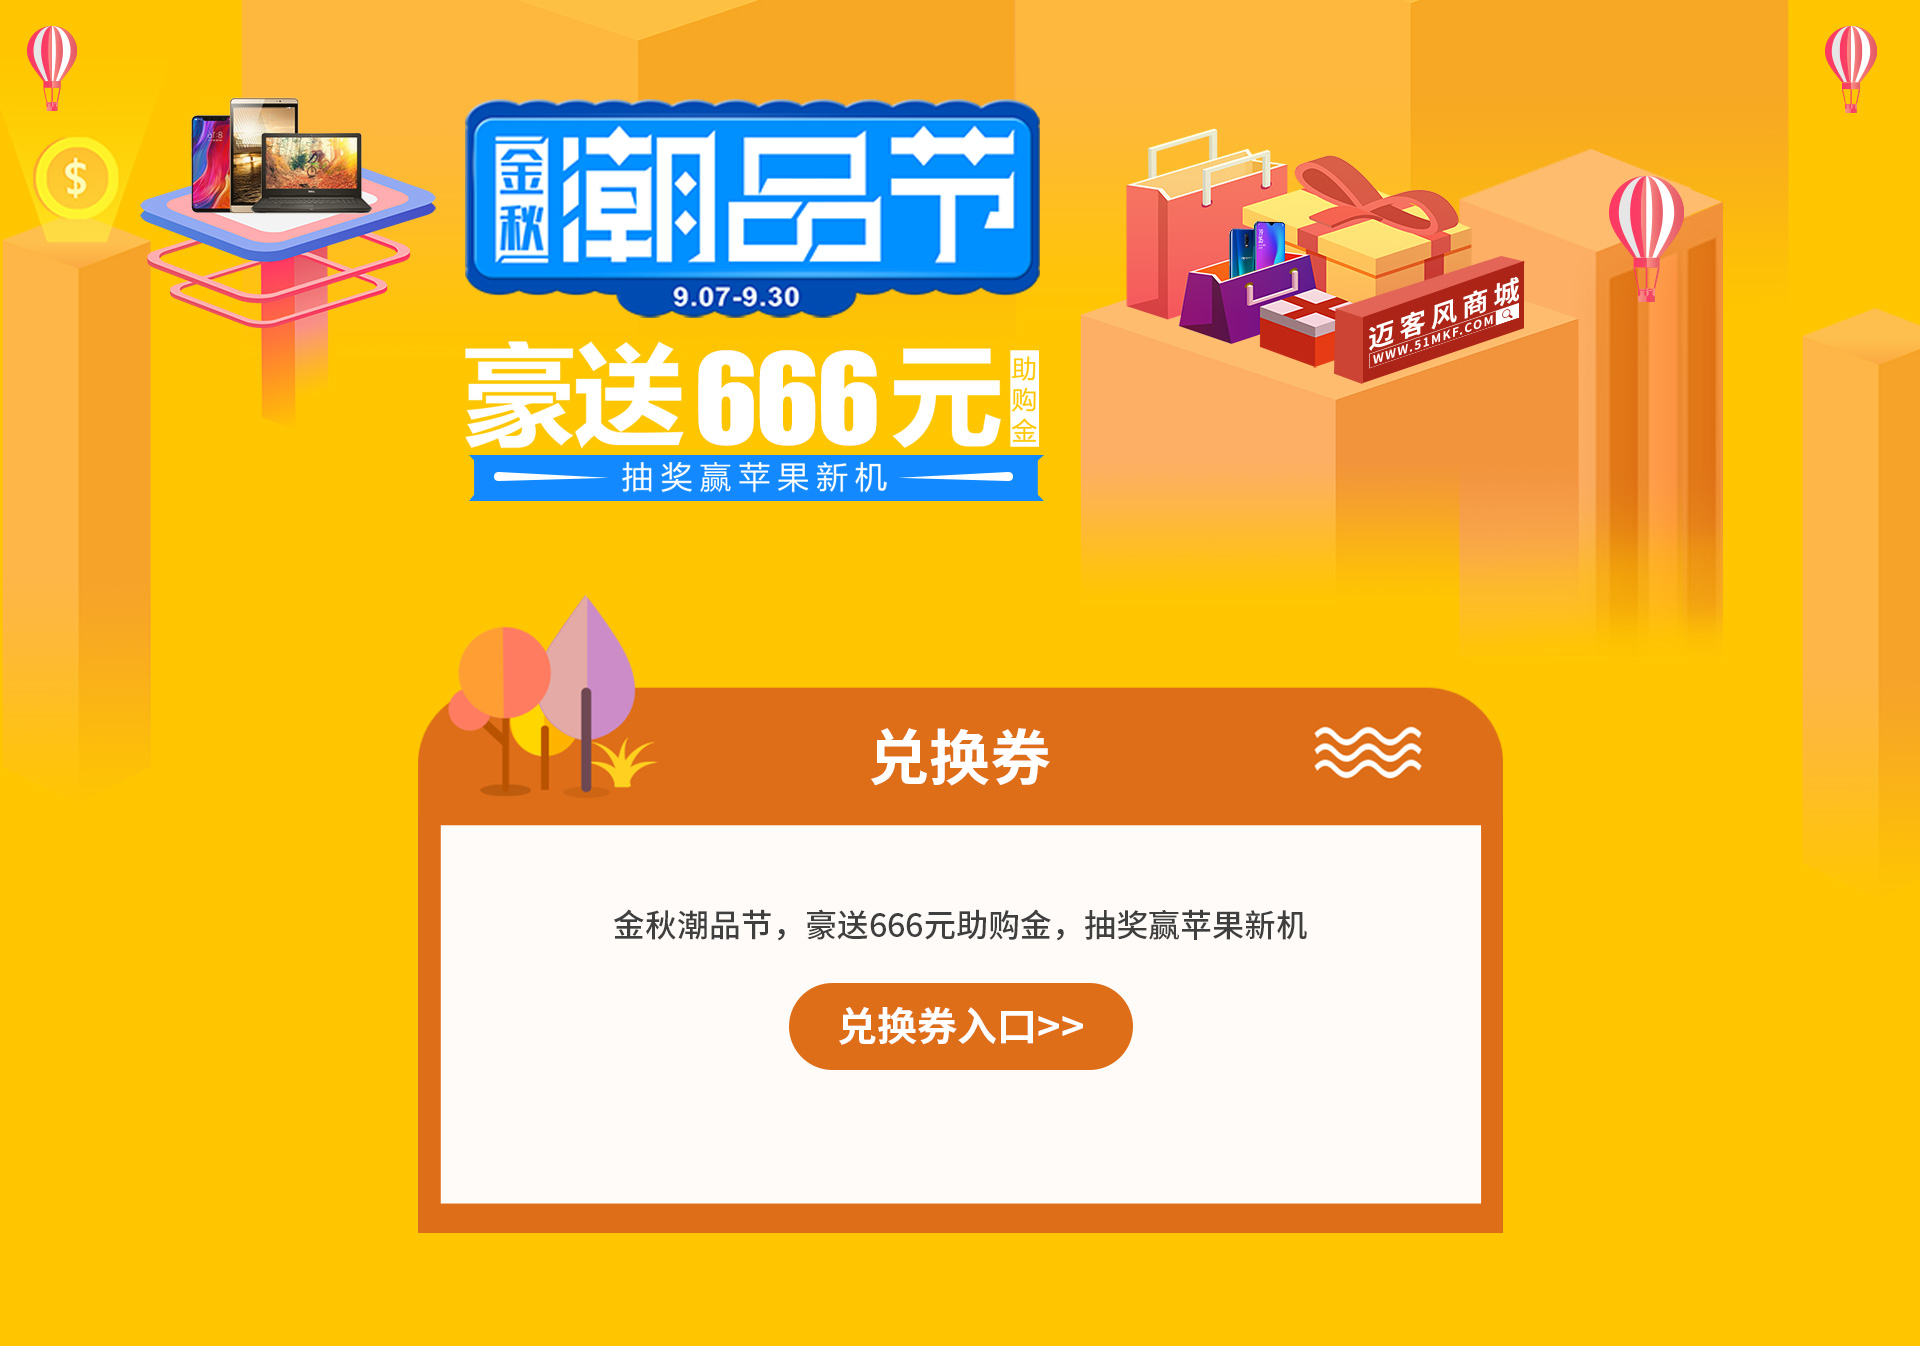 金秋
潮品节
9.07-9.30
豪送666元
助购金
抽奖赢苹果新机
迈客风商城
WWW.51MKF.COM
$
兑换券
金秋潮品节，豪送666元助购金，抽奖赢苹果新机
兑换券入口>>